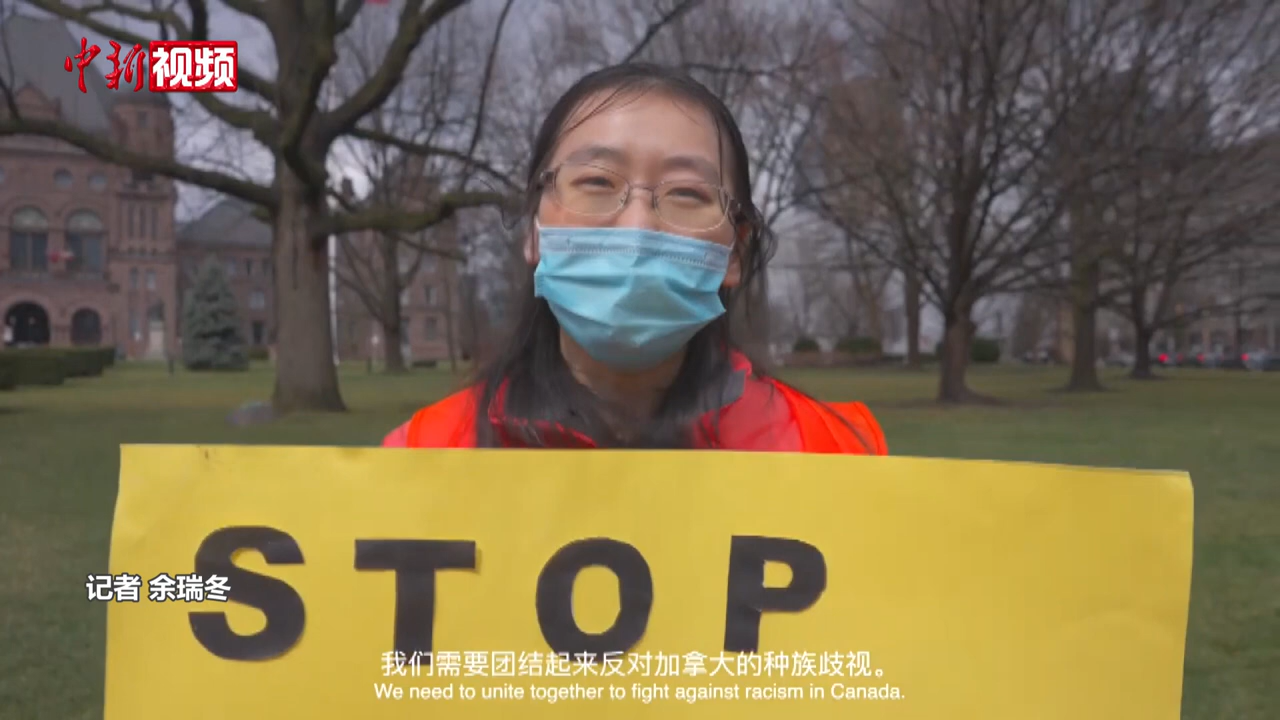 中新视频
STOP
记者 余瑞冬
我们需要团结起来反对加拿大的种族歧视。
We need to unite together to fight against racism in Canada.